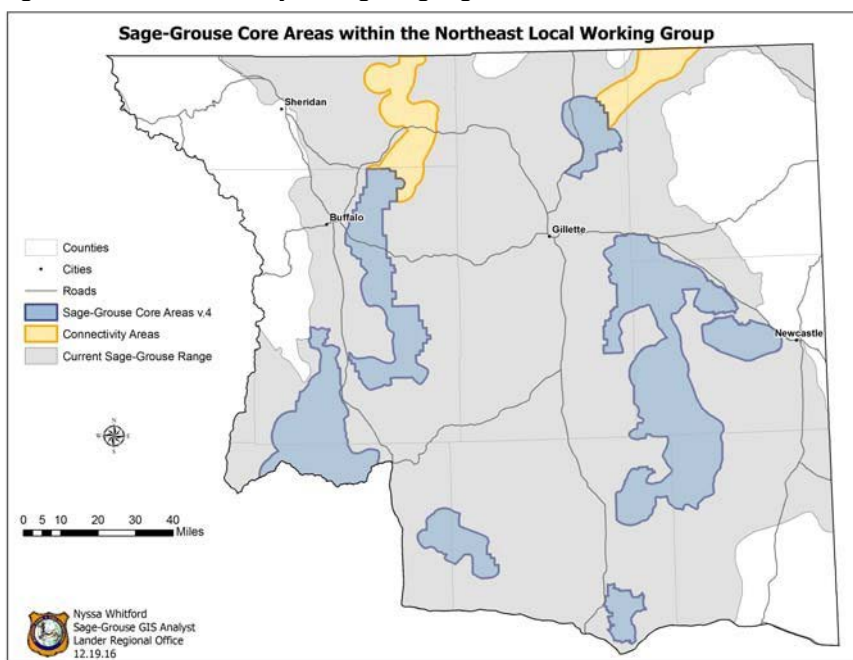 Sage-Grouse Core Areas within the Northeast Local Working Group
Sheridan
Buffalo
Gillette
Newcastle
Counties
Cities
Roads
Sage-Grouse Core Areas v.4
Connectivity Areas
Current Sage-Grouse Range
N
W E
S
0 5 10 20 30 40
Miles
Nyssa Whitford
Sage-Grouse GIS Analyst
Lander Regional Office
12.19.16